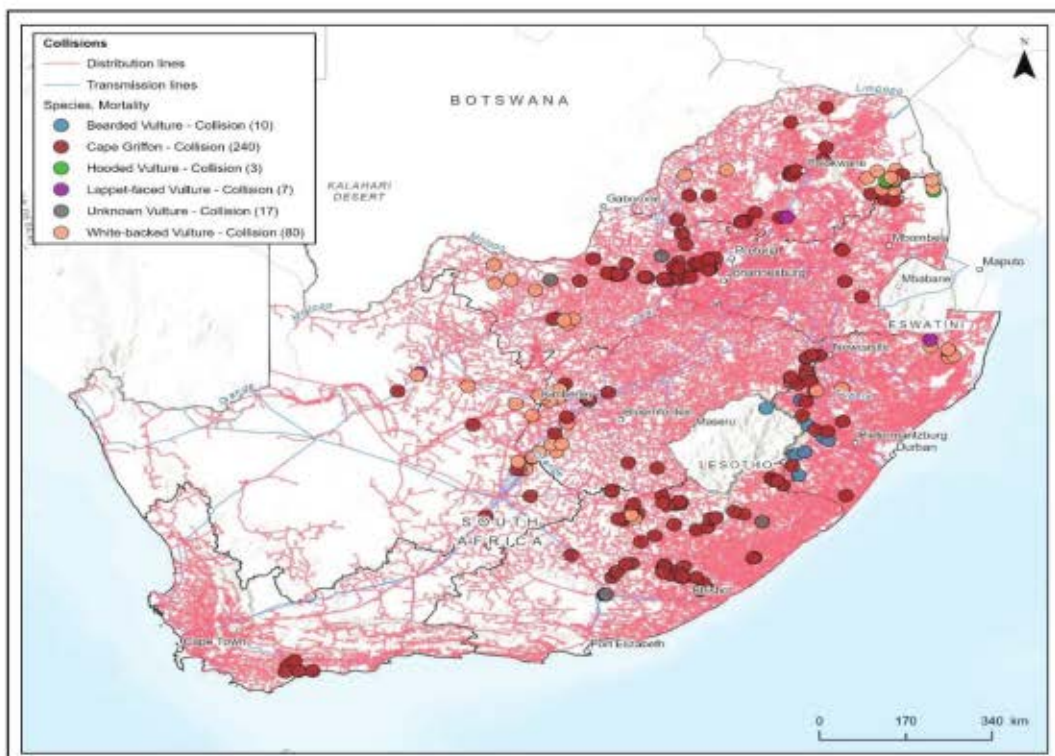 Collisions
Distribution lines
Transmission lines
Species, Mortality
Bearded Vulture - Collision (10)
Cape Griffon - Collision (240)
Hooded Vulture - Collision (3)
Lappet-faced Vulture - Collision (7)
Unknown Vulture - Collision (17)
White-backed Vulture - Collision (80)
N
BOTSWANA
Limpopo
KALAHARI
DESERT
Gaborone
Molopo
Pretoria
Johannesburg
Mbombela
Maputo
Mbabane
ESWATINI
Newcastle
Orange
Kimberley
Bloemfontein
Maseru
Pietermaritzburg
Durban
LESOTHO
SOUTH
AFRICA
Cape Town
Port Elizabeth
0 170 340 km